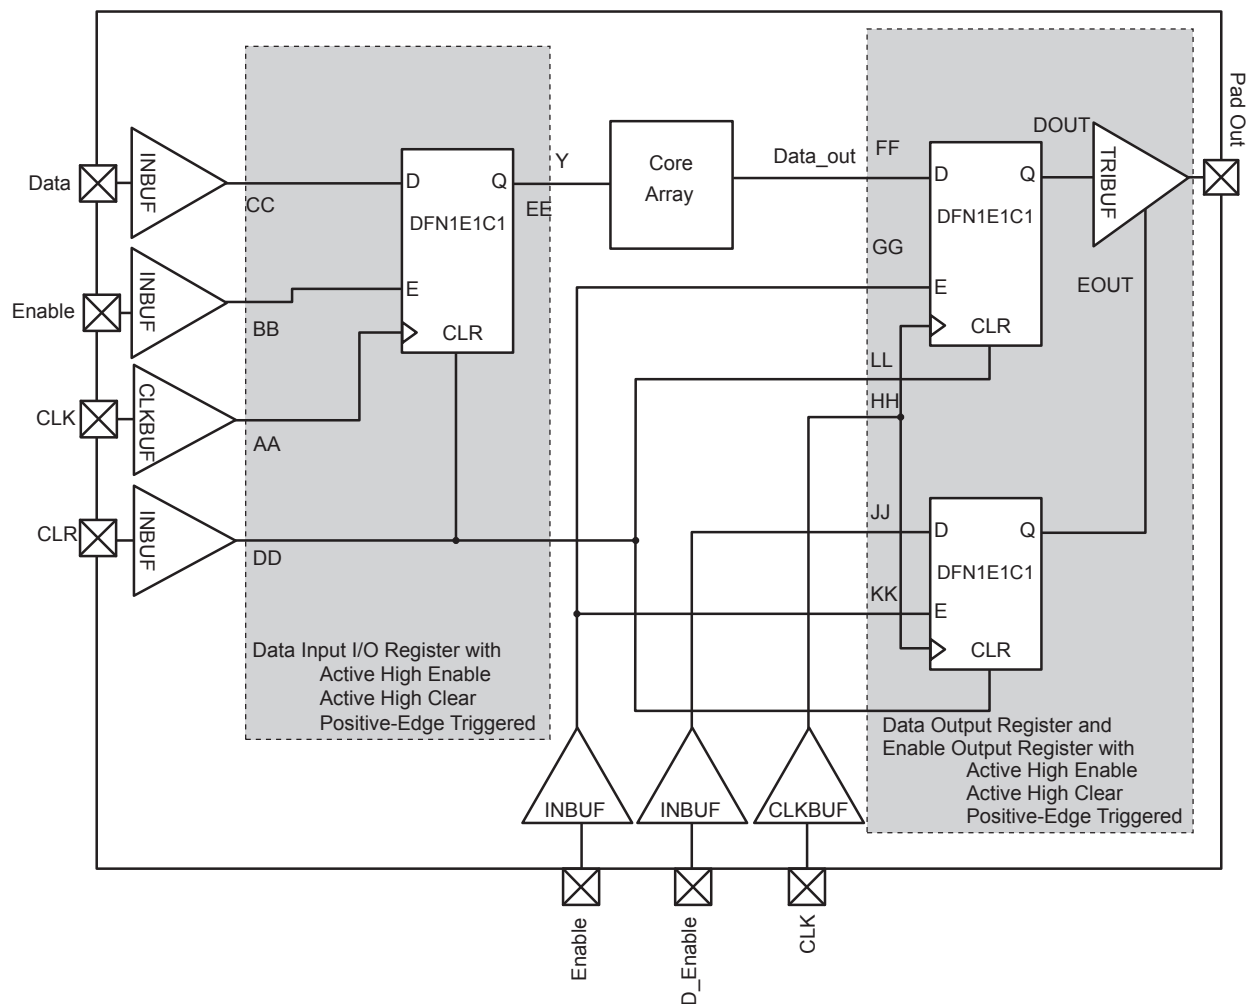 Pad Out
DOUT
FF
Data_out
Y
Core
Array
INBUF
TRIBUF
Data
D
Q
D
Q
CC
EE
DFN1E1C1
DFN1E1C1
GG
INBUF
Enable
E
E
EOUT
BB
CLR
CLR
LL
CLKBUF
HH
CLK
AA
INBUF
JJ
CLR
D
Q
DD
DFN1E1C1
KK
E
CLR
Data Input I/O Register with
Active High Enable
Active High Clear
Positive-Edge Triggered
Data Output Register and
Enable Output Register with
Active High Enable
Active High Clear
Positive-Edge Triggered
INBUF
INBUF
CLKBUF
Enable
D_Enable
CLK